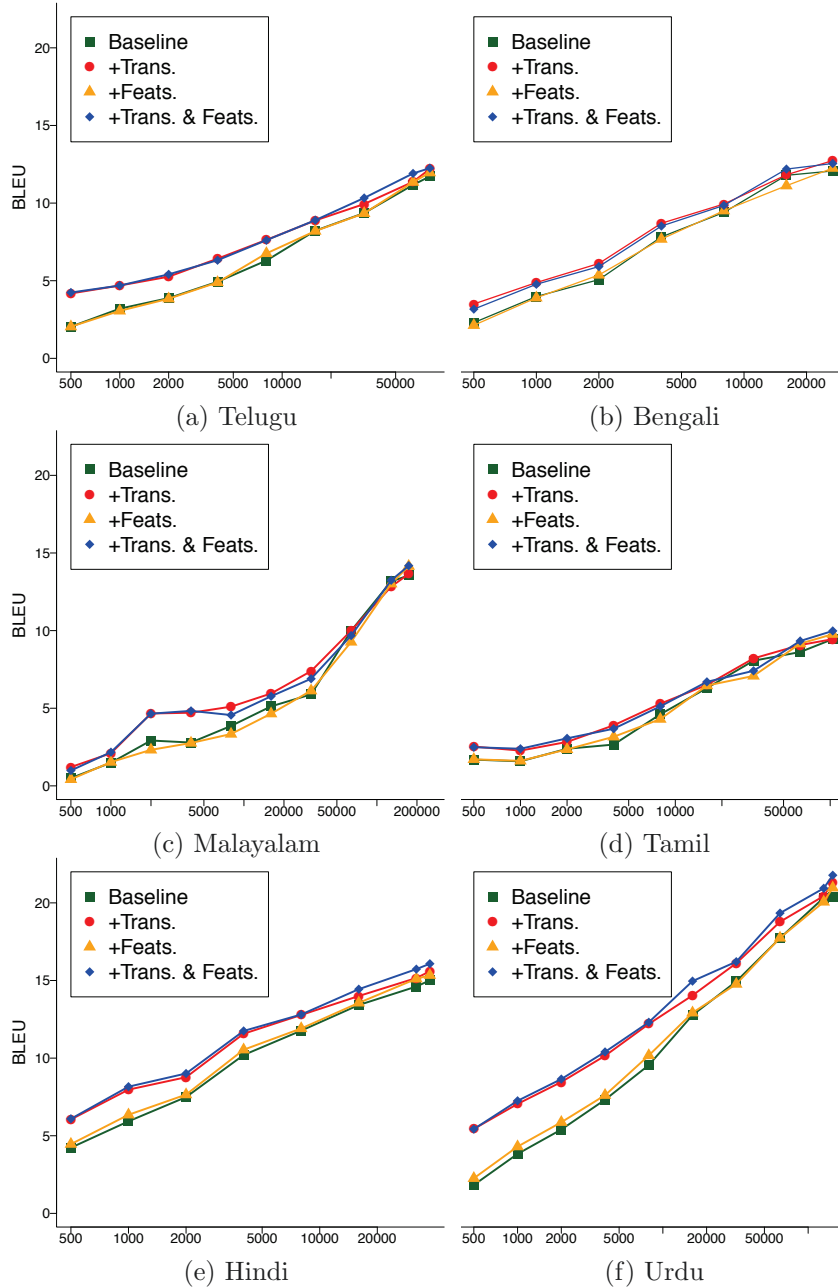 Baseline
+Trans.
+Feats.
+Trans. & Feats.
BLEU
20
15
10
5
0
500 1000 2000 5000 10000 50000
(a) Telugu
Baseline
+Trans.
+Feats.
+Trans. & Feats.
500 1000 2000 5000 10000 20000
(b) Bengali
Baseline
+Trans.
+Feats.
+Trans. & Feats.
BLEU
20
15
10
5
0
500 1000 5000 20000 50000 200000
(c) Malayalam
Baseline
+Trans.
+Feats.
+Trans. & Feats.
500 1000 2000 5000 10000 50000
(d) Tamil
Baseline
+Trans.
+Feats.
+Trans. & Feats.
BLEU
20
15
10
5
0
500 1000 2000 5000 10000 20000
(e) Hindi
Baseline
+Trans.
+Feats.
+Trans. & Feats.
500 1000 2000 5000 20000 50000
(f) Urdu